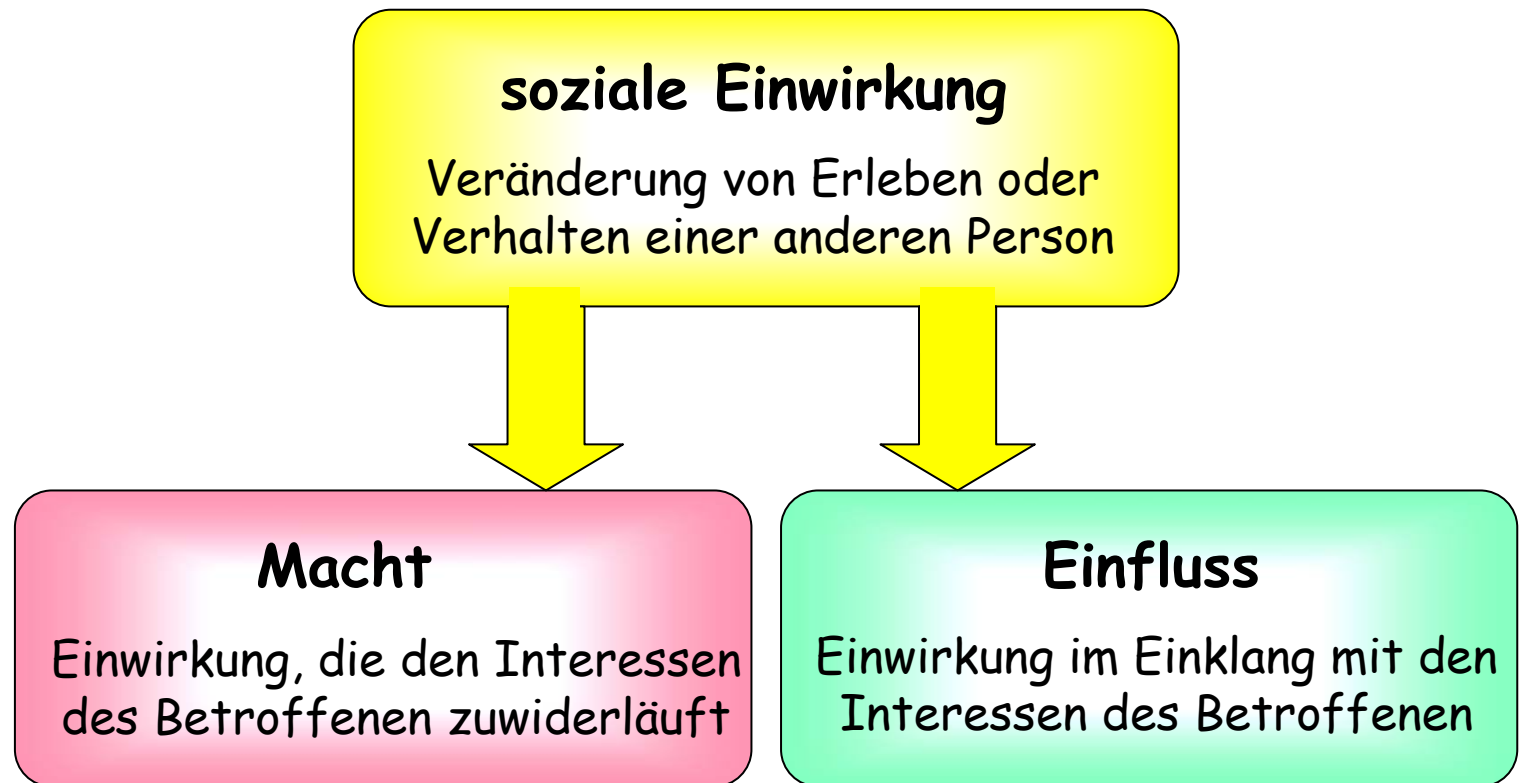 soziale Einwirkung
Veränderung von Erleben oder
Verhalten einer anderen Person
Macht
Einwirkung, die den Interessen
des Betroffenen zuwiderläuft
Einfluss
Einwirkung im Einklang mit den
Interessen des Betroffenen